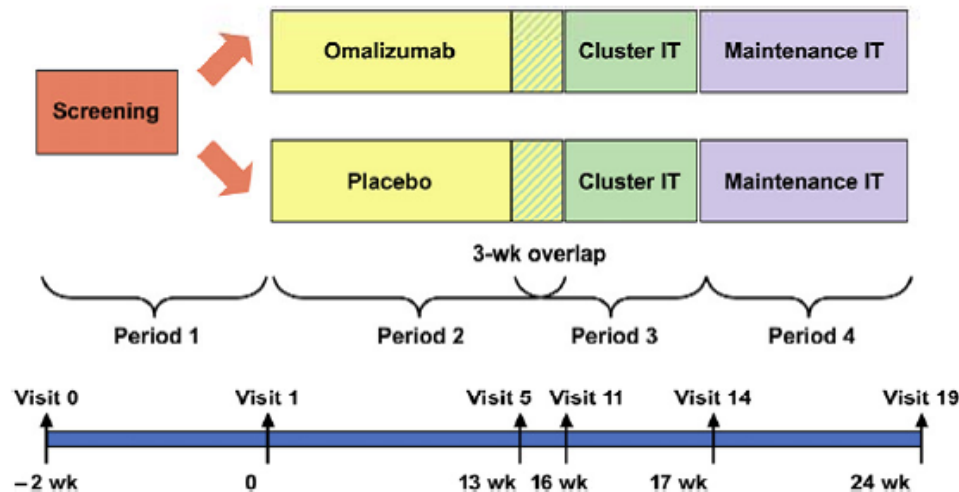 Omalizumab
Cluster IT
Maintenance IT
Screening
Placebo
Cluster IT
Maintenance IT
3-wk overlap
Period 1
Period 2
Period 3
Period 4
Visit 0
Visit 1
Visit 5
Visit 11
Visit 14
Visit 19
–2 wk
0
13 wk
16 wk
17 wk
24 wk